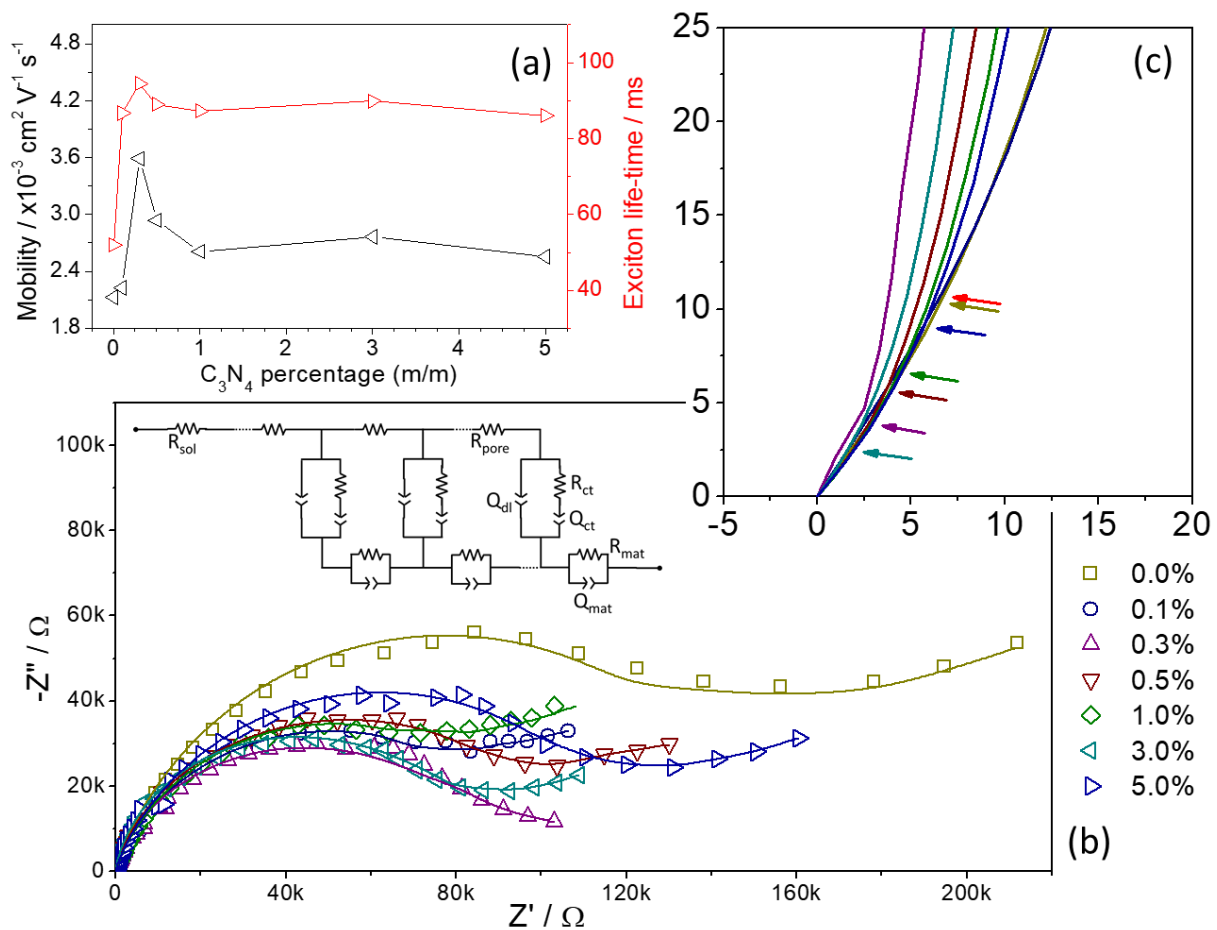 (a)
Mobility / x10⁻³ cm² V⁻¹ s⁻¹
4.8
4.2
3.6
3.0
2.4
1.8
100
80
60
40
Exciton life-time / ms
0 1 2 3 4 5
C₃N₄ percentage (m/m)
(c)
25
20
15
10
5
0
-5 0 5 10 15 20
(b)
-Z'' / Ω
100k
80k
60k
40k
20k
0
0 40k 80k 120k 160k 200k
Z' / Ω
R_sol
R_pore
R_ct
Q_dl
Q_ct
R_mat
Q_mat
0.0%
0.1%
0.3%
0.5%
1.0%
3.0%
5.0%